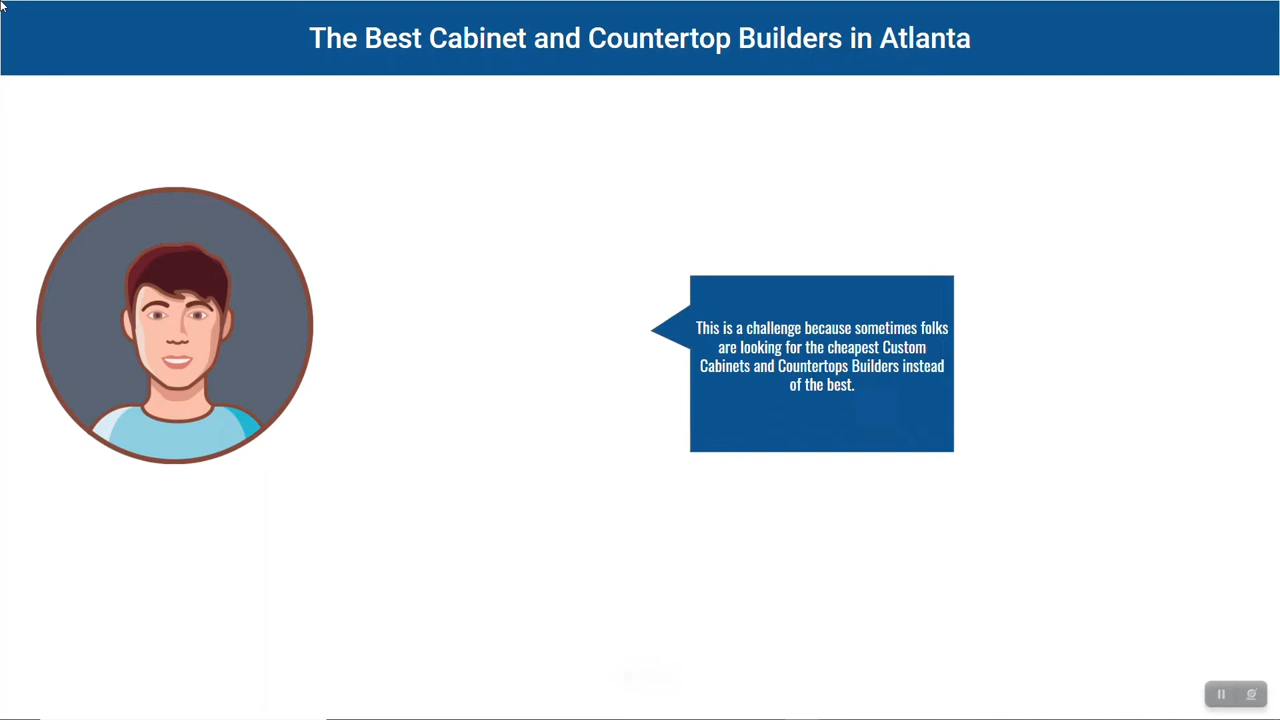 The Best Cabinet and Countertop Builders in Atlanta
This is a challenge because sometimes folks
are looking for the cheapest Custom
Cabinets and Countertops Builders instead
of the best.